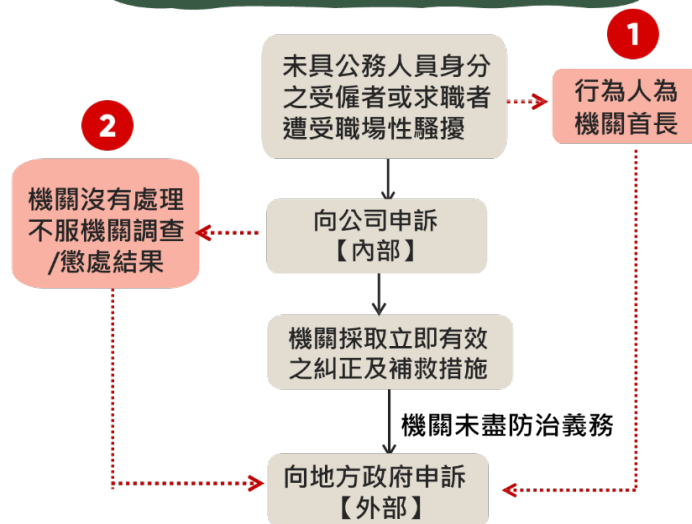 1
未具公務人員身分
之受僱者或求職者
遭受職場性騷擾
行為人為
機關首長
2
機關沒有處理
不服機關調查
/懲處結果
向公司申訴
【內部】
機關採取立即有效
之糾正及補救措施
機關未盡防治義務
向地方政府申訴
【外部】